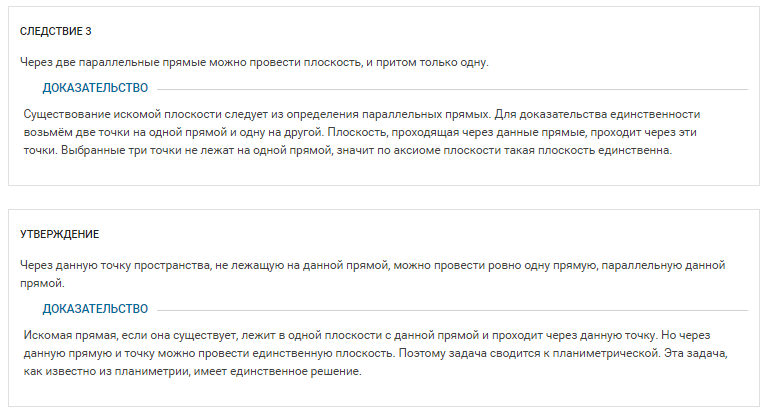 СЛЕДСТВИЕ 3
Через две параллельные прямые можно провести плоскость, и притом только одну.
ДОКАЗАТЕЛЬСТВО
Существование искомой плоскости следует из определения параллельных прямых. Для доказательства единственности
возьмём две точки на одной прямой и одну на другой. Плоскость, проходящая через данные прямые, проходит через эти
точки. Выбранные три точки не лежат на одной прямой, значит по аксиоме плоскости такая плоскость единственна.
УТВЕРЖДЕНИЕ
Через данную точку пространства, не лежащую на данной прямой, можно провести ровно одну прямую, параллельную данной
прямой.
ДОКАЗАТЕЛЬСТВО
Искомая прямая, если она существует, лежит в одной плоскости с данной прямой и проходит через данную точку. Но через
данную прямую и точку можно провести единственную плоскость. Поэтому задача сводится к планиметрической. Эта задача,
как известно из планиметрии, имеет единственное решение.